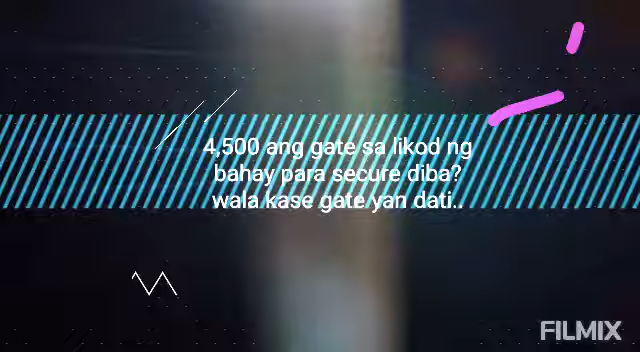 4,500 ang gate sa likod ng
bahay para secure diba?
wala kase gate yan dati..
FILMIX